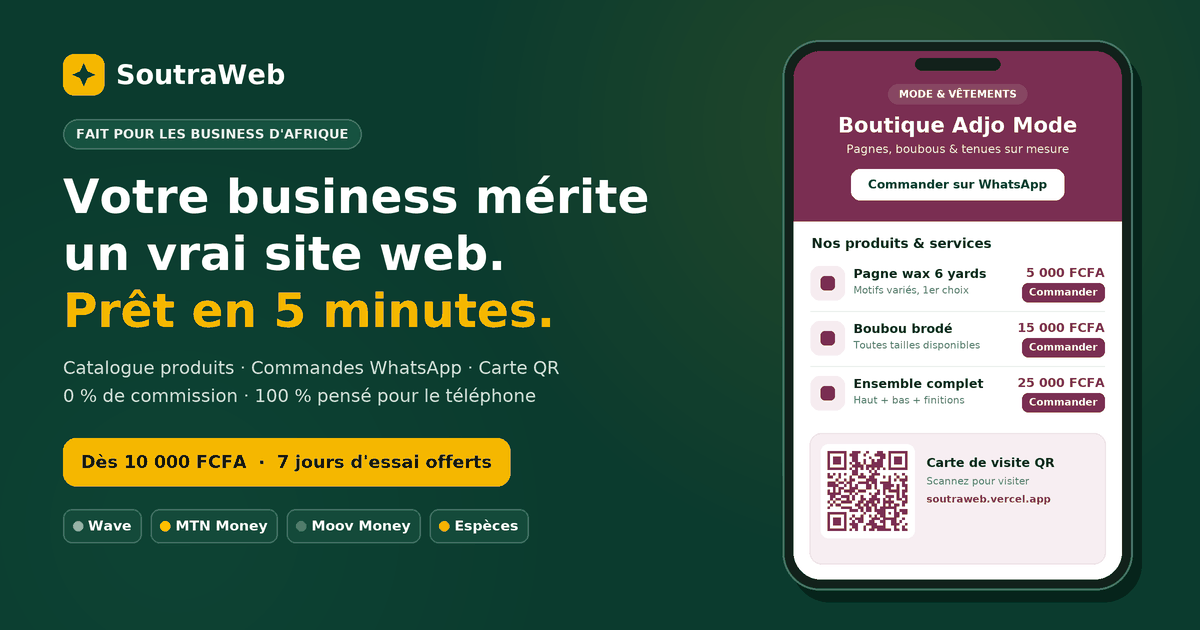 SoutraWeb
FAIT POUR LES BUSINESS D'AFRIQUE
Votre business mérite
un vrai site web.
Prêt en 5 minutes.
Catalogue produits · Commandes WhatsApp · Carte QR
0 % de commission · 100 % pensé pour le téléphone
Dès 10 000 FCFA · 7 jours d'essai offerts
Wave
MTN Money
Moov Money
Espèces
MODE & VÊTEMENTS
Boutique Adjo Mode
Pagnes, boubous & tenues sur mesure
Commander sur WhatsApp
Nos produits & services
Pagne wax 6 yards
5 000 FCFA
Motifs variés, 1er choix
Commander
Boubou brodé
15 000 FCFA
Toutes tailles disponibles
Commander
Ensemble complet
25 000 FCFA
Haut + bas + finitions
Commander
Carte de visite QR
Scannez pour visiter
soutraweb.vercel.app